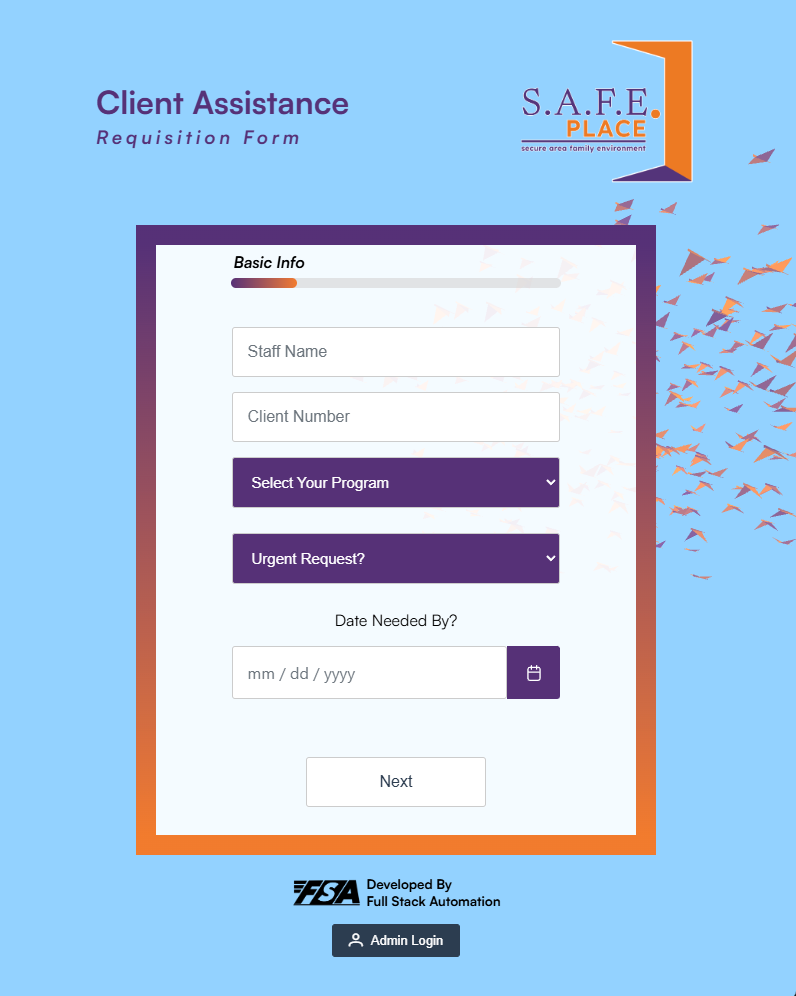 Client Assistance
Requisition Form
S.A.F.E.
PLACE
secure area family environment
Basic Info
Staff Name
Client Number
Select Your Program
Urgent Request?
Date Needed By?
mm / dd / yyyy
Next
FSA
Developed By
Full Stack Automation
Admin Login